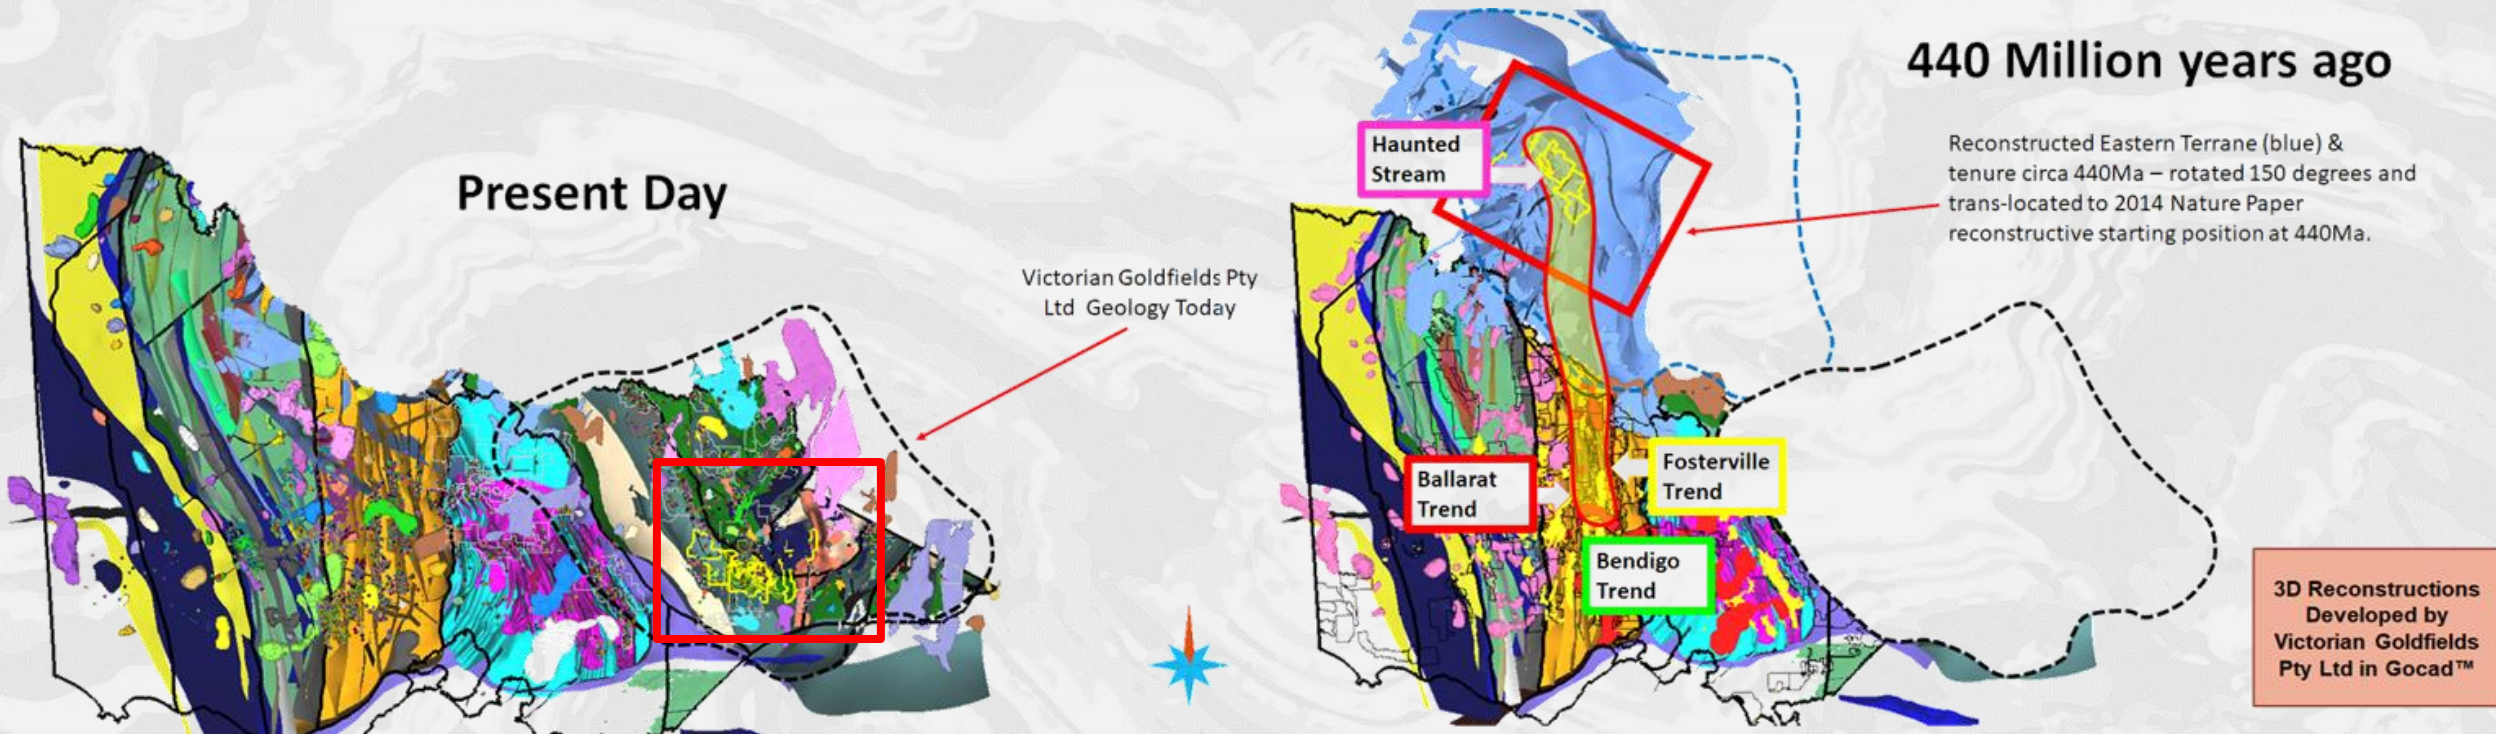 Present Day
Victorian Goldfields Pty
Ltd Geology Today
440 Million years ago
Reconstructed Eastern Terrane (blue) &
tenure circa 440Ma – rotated 150 degrees and
trans-located to 2014 Nature Paper
reconstructive starting position at 440Ma.
Haunted
Stream
Ballarat
Trend
Fosterville
Trend
Bendigo
Trend
3D Reconstructions
Developed by
Victorian Goldfields
Pty Ltd in Gocad™